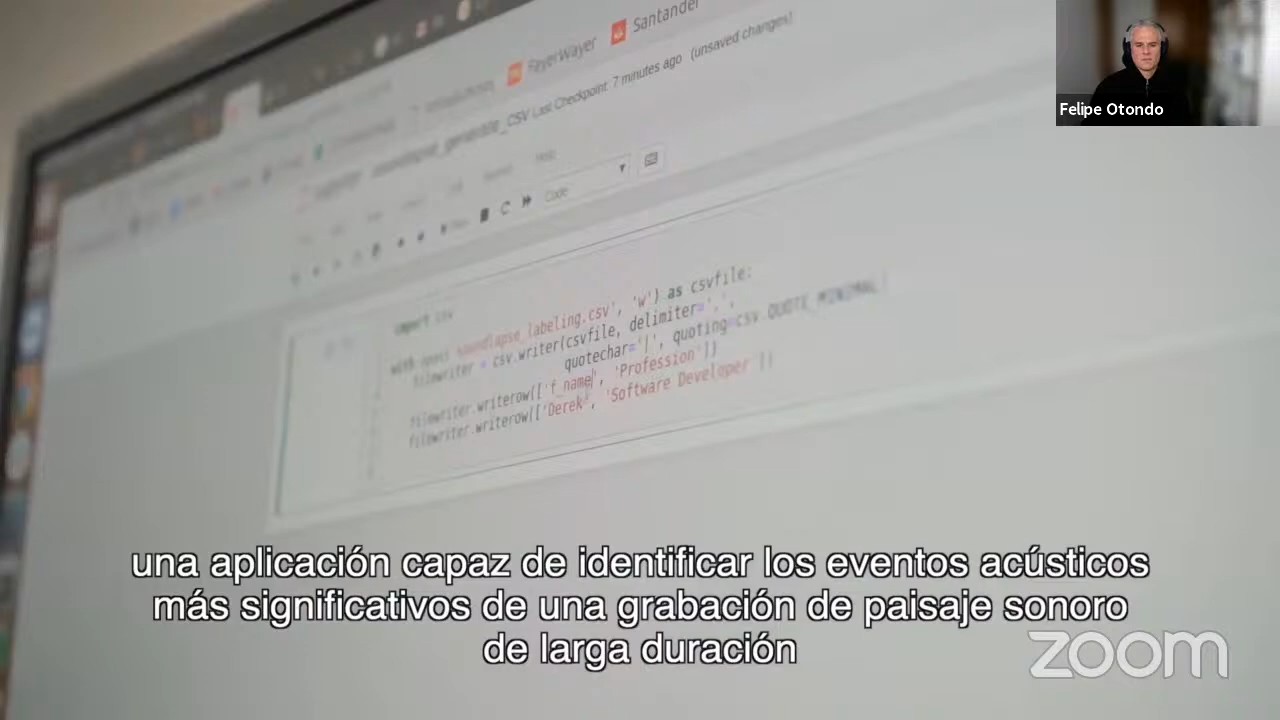 Santander
FayerWayer
Felipe Otondo
generate_CSV Last Checkpoint: 7 minutes ago (unsaved changes)
Code
import csv
with open('soundlapse_labeling.csv', 'w') as csvfile:
filewriter = csv.writer(csvfile, delimiter=',',
quotechar='|', quoting=csv.QUOTE_MINIMAL)
filewriter.writerow(['f_name', 'Profession'])
filewriter.writerow(['Derek', 'Software Developer'])
una aplicación capaz de identificar los eventos acústicos
más significativos de una grabación de paisaje sonoro
de larga duración
zoom